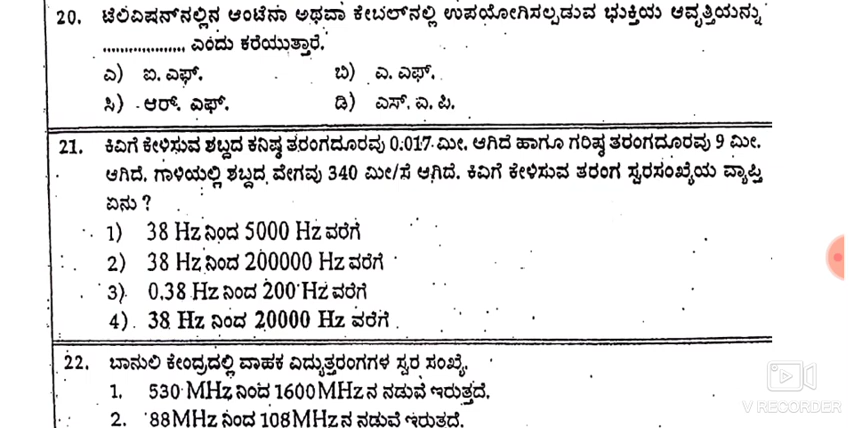 20. ಟೆಲಿವಿಷನ್‌ನಲ್ಲಿನ ಆಂಟೆನಾ ಅಥವಾ ಕೇಬಲ್‌ನಲ್ಲಿ ಉಪಯೋಗಿಸಲ್ಪಡುವ ಭುಕ್ತಿಯ ಆವೃತ್ತಿಯನ್ನು
.................... ಎಂದು ಕರೆಯುತ್ತಾರೆ.
ಎ) ಐ. ಎಫ್. ಬಿ) ಎ. ಎಫ್.
ಸಿ) ಆರ್. ಎಫ್. ಡಿ) ಎಸ್. ಎ. ಪಿ.
21. ಕಿವಿಗೆ ಕೇಳಿಸುವ ಶಬ್ದದ ಕನಿಷ್ಠ ತರಂಗದೂರವು 0.017 ಮೀ. ಆಗಿದೆ ಹಾಗೂ ಗರಿಷ್ಠ ತರಂಗದೂರವು 9 ಮೀ.
ಆಗಿದೆ. ಗಾಳಿಯಲ್ಲಿ ಶಬ್ದದ ವೇಗವು 340 ಮೀ/ಸೆ ಆಗಿದೆ. ಕಿವಿಗೆ ಕೇಳಿಸುವ ತರಂಗ ಸ್ವರಸಂಖ್ಯೆಯ ವ್ಯಾಪ್ತಿ
ಏನು ?
1) 38 Hz ನಿಂದ 5000 Hz ವರೆಗೆ
2) 38 Hz ನಿಂದ 200000 Hz ವರೆಗೆ
3) 0.38 Hz ನಿಂದ 200 Hz ವರೆಗೆ
4) 38 Hz ನಿಂದ 20000 Hz ವರೆಗೆ
22. ಬಾನುಲಿ ಕೇಂದ್ರದಲ್ಲಿ ವಾಹಕ ವಿದ್ಯುತ್ತರಂಗಗಳ ಸ್ವರ ಸಂಖ್ಯೆ.
1. 530 MHz ನಿಂದ 1600 MHz ನ ನಡುವೆ ಇರುತ್ತದೆ.
2. 88 MHz ನಿಂದ 108 MHz ನ ನಡುವೆ ಇರುತ್ತದೆ.
V RECORDER